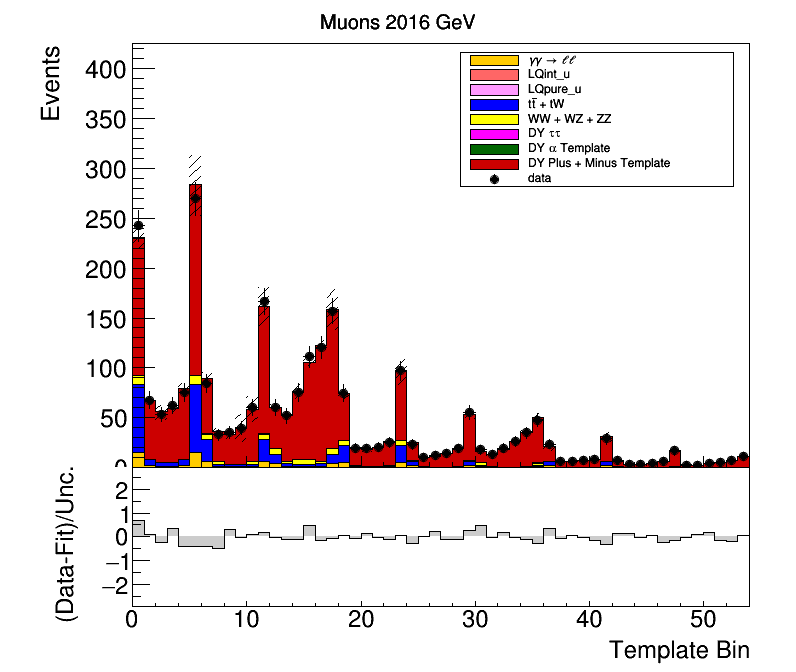 Muons 2016 GeV
Events
400
350
300
250
200
150
100
50
0
γγ → ℓℓ
LQint_u
LQpure_u
tt̄ + tW
WW + WZ + ZZ
DY ττ
DY α Template
DY Plus + Minus Template
data
(Data-Fit)/Unc.
2
1
0
−1
−2
0 10 20 30 40 50
Template Bin